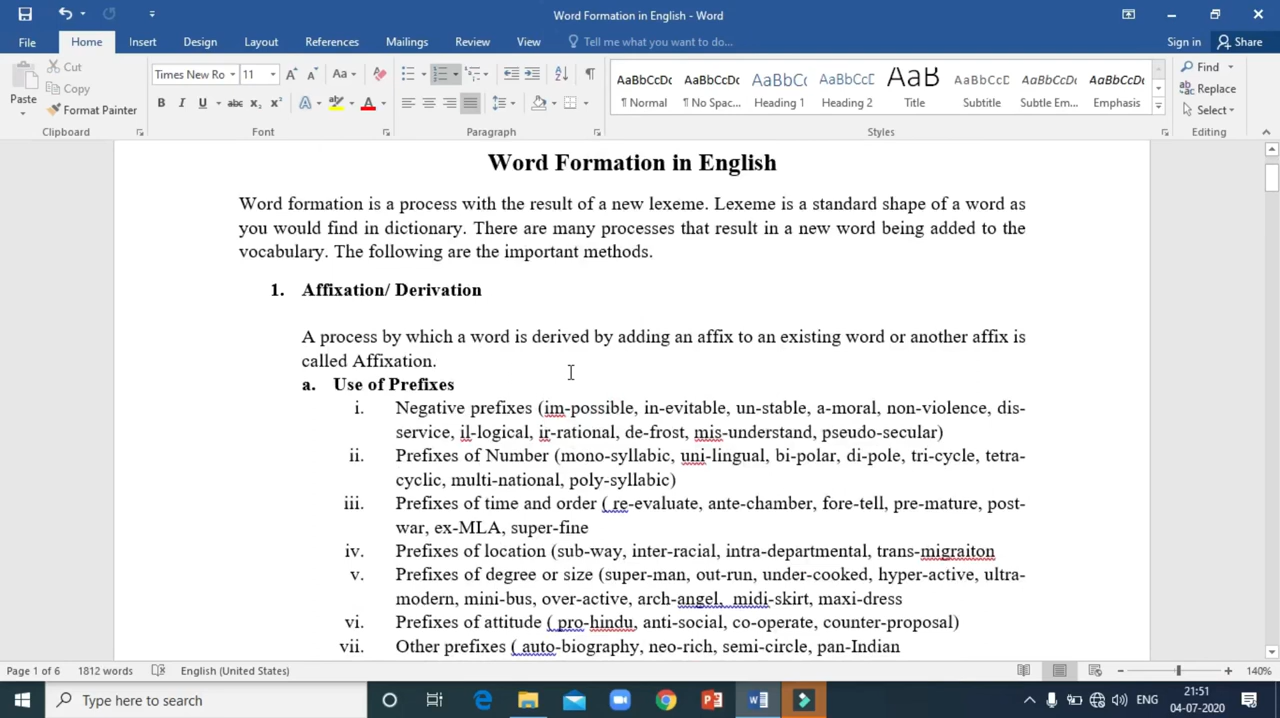 Word Formation in English - Word
File Home Insert Design Layout References Mailings Review View Tell me what you want to do... Sign in Share
Paste Cut Copy Format Painter
Times New Ro 11 Aa
AaBbCcDc AaBbCcDc AaBbCc AaBbCcC AaB AaBbCcD AaBbCcDc AaBbCcDc
¶ Normal ¶ No Spac... Heading 1 Heading 2 Title Subtitle Subtle Em... Emphasis
Find Replace Select
Clipboard Font Paragraph Styles Editing
Word Formation in English
Word formation is a process with the result of a new lexeme. Lexeme is a standard shape of a word as
you would find in dictionary. There are many processes that result in a new word being added to the
vocabulary. The following are the important methods.
1. Affixation/ Derivation
A process by which a word is derived by adding an affix to an existing word or another affix is
called Affixation.
a. Use of Prefixes
i. Negative prefixes (im-possible, in-evitable, un-stable, a-moral, non-violence, dis-
service, il-logical, ir-rational, de-frost, mis-understand, pseudo-secular)
ii. Prefixes of Number (mono-syllabic, uni-lingual, bi-polar, di-pole, tri-cycle, tetra-
cyclic, multi-national, poly-syllabic)
iii. Prefixes of time and order ( re-evaluate, ante-chamber, fore-tell, pre-mature, post-
war, ex-MLA, super-fine
iv. Prefixes of location (sub-way, inter-racial, intra-departmental, trans-migraiton
v. Prefixes of degree or size (super-man, out-run, under-cooked, hyper-active, ultra-
modern, mini-bus, over-active, arch-angel, midi-skirt, maxi-dress
vi. Prefixes of attitude ( pro-hindu, anti-social, co-operate, counter-proposal)
vii. Other prefixes ( auto-biography, neo-rich, semi-circle, pan-Indian
Page 1 of 6 1812 words English (United States) 140%
Type here to search ENG 21:51
04-07-2020